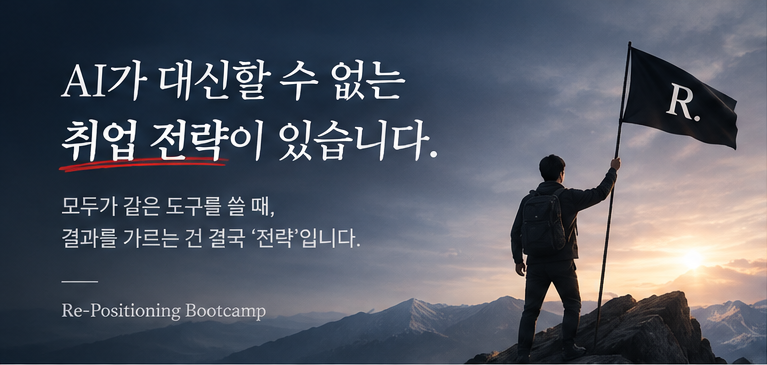 AI가 대신할 수 없는
취업 전략이 있습니다.
모두가 같은 도구를 쓸 때,
결과를 가르는 건 결국 ‘전략’입니다.
Re-Positioning Bootcamp
R.